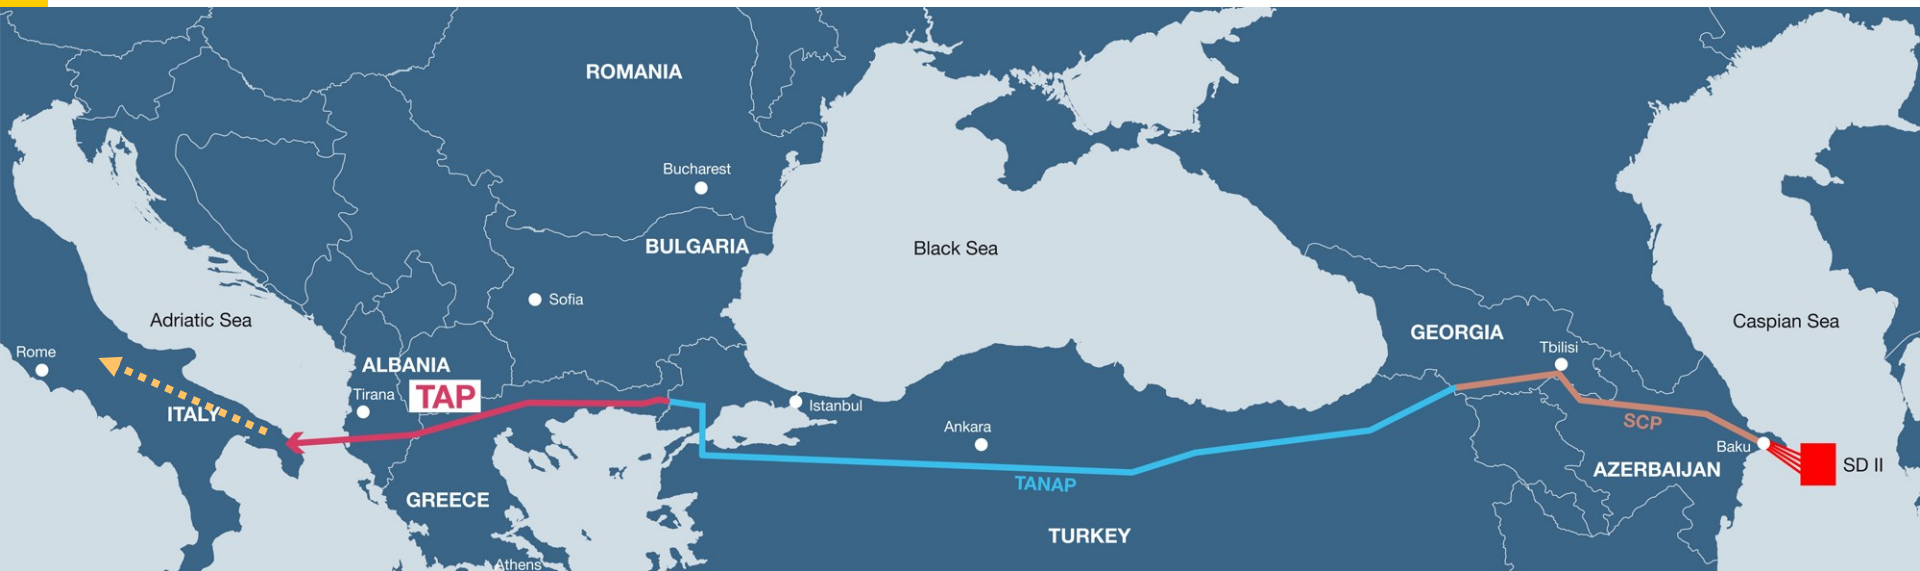 ROMANIA
Bucharest
BULGARIA
Black Sea
Sofia
Adriatic Sea
Caspian Sea
GEORGIA
Rome
Tbilisi
ALBANIA
Tirana
TAP
Istanbul
ITALY
SCP
Ankara
Baku
SD II
AZERBAIJAN
TANAP
GREECE
TURKEY
Athens